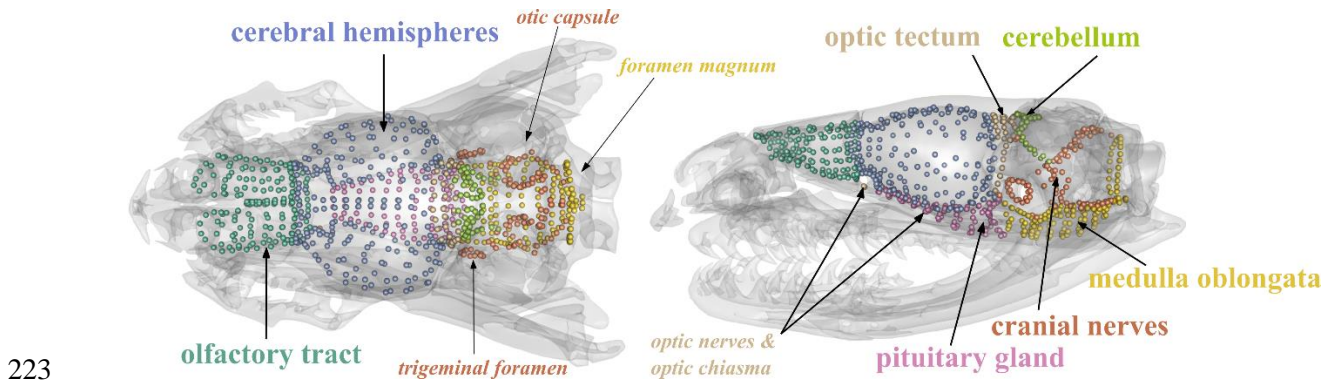 otic capsule
cerebral hemispheres
foramen magnum
olfactory tract
trigeminal foramen
optic tectum
cerebellum
medulla oblongata
cranial nerves
optic nerves &
optic chiasma
pituitary gland
223